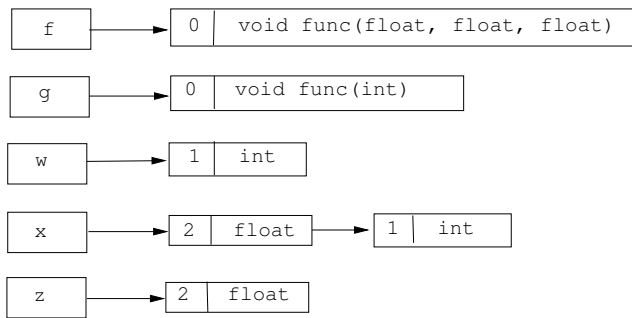 f 0 void func(float, float, float)
g 0 void func(int)
w 1 int
x 2 float 1 int
z 2 float